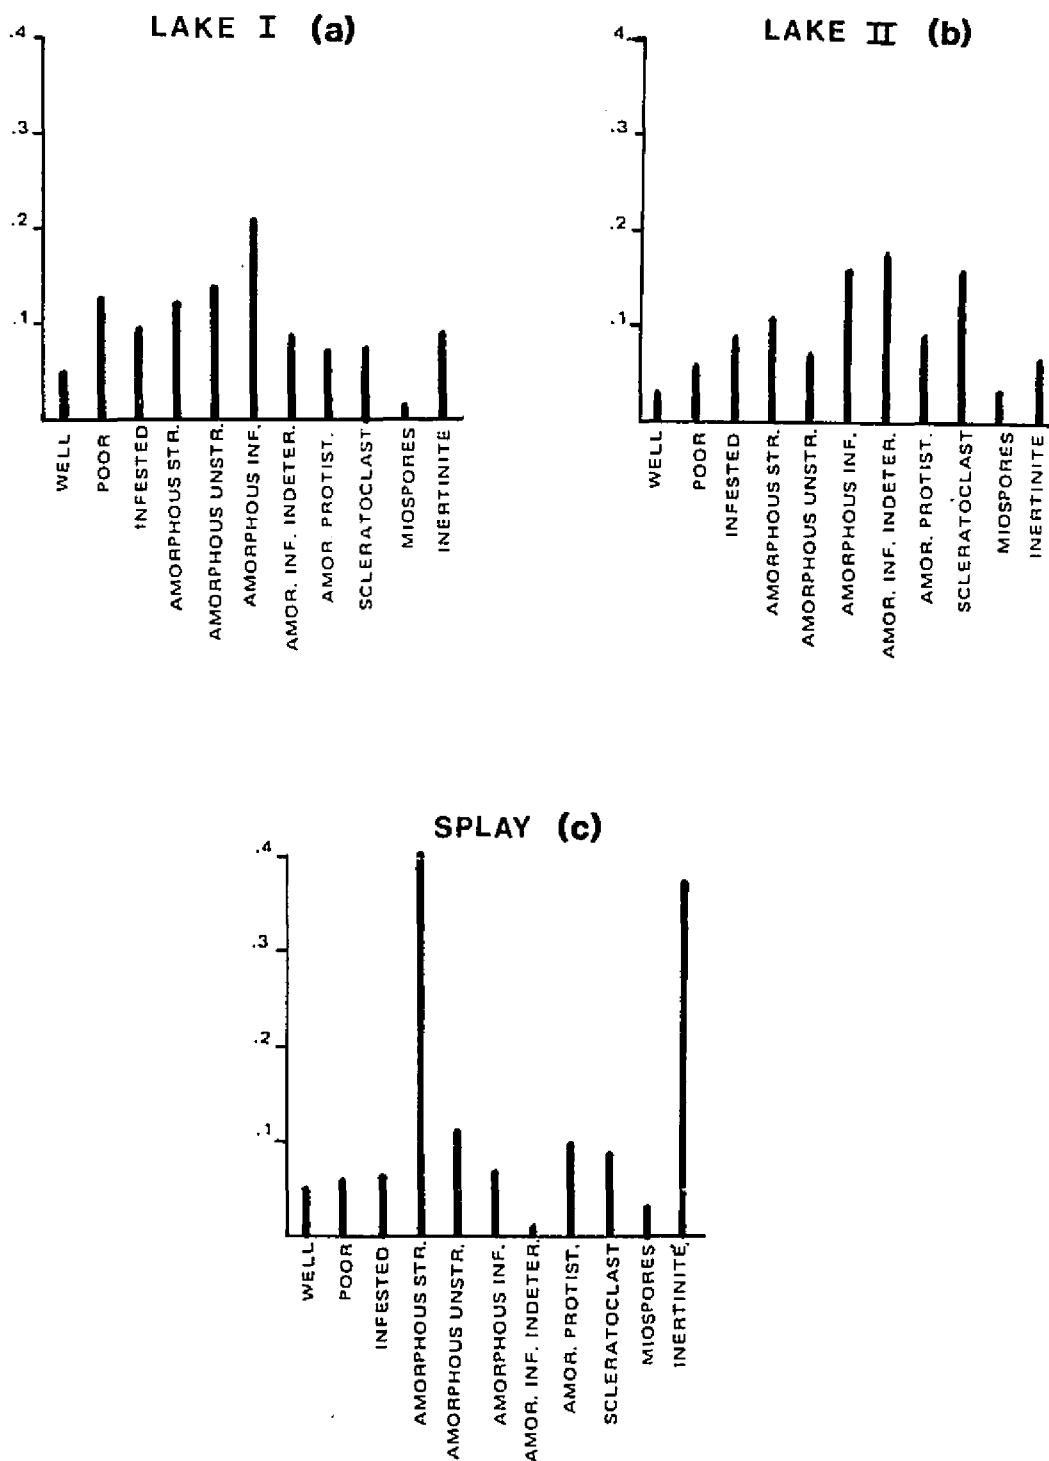 LAKE I (a)
.4
.3
.2
.1
WELL
POOR
INFESTED
AMORPHOUS STR.
AMORPHOUS UNSTR.
AMORPHOUS INF.
AMOR. INF. INDETER.
AMOR PROTIST.
SCLERATOCLAST
MIOSPORES
INERTINITE
LAKE II (b)
.4
.3
.2
.1
WELL
POOR
INFESTED
AMORPHOUS STR.
AMORPHOUS UNSTR.
AMORPHOUS INF.
AMOR. INF. INDETER.
AMOR. PROTIST.
SCLERATOCLAST
MIOSPORES
INERTINITE
SPLAY (c)
.4
.3
.2
.1
WELL
POOR
INFESTED
AMORPHOUS STR.
AMORPHOUS UNSTR.
AMORPHOUS INF.
AMOR. INF. INDETER.
AMOR. PROTIST.
SCLERATOCLAST
MIOSPORES
INERTINITE